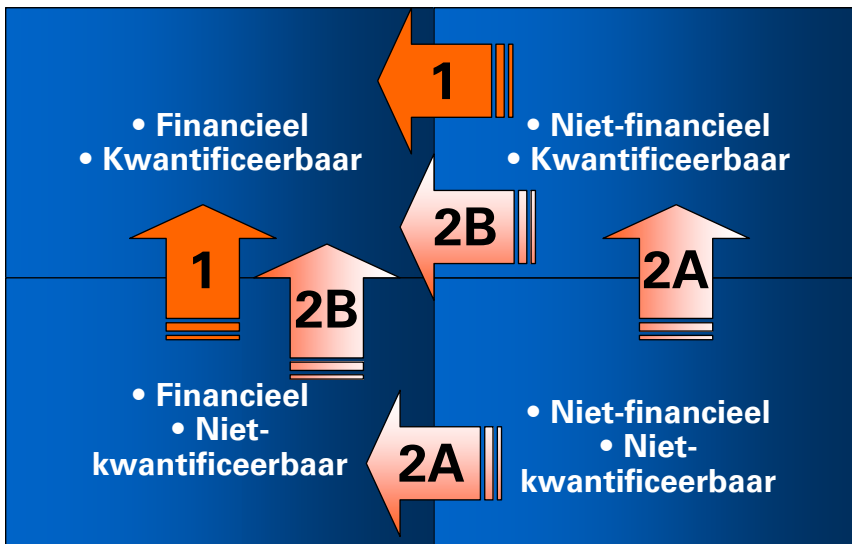 1
• Financieel
• Kwantificeerbaar
• Niet-financieel
• Kwantificeerbaar
2B
1
2B
2A
• Financieel
• Niet-
kwantificeerbaar
2A
• Niet-financieel
• Niet-
kwantificeerbaar